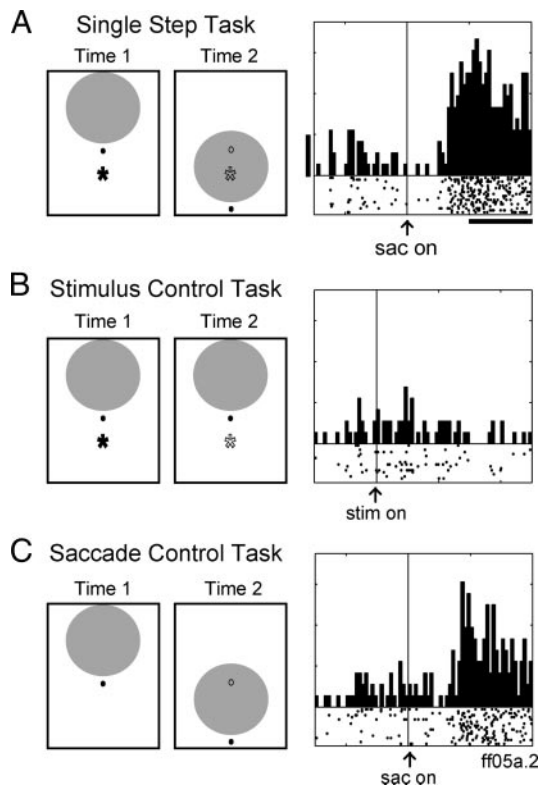 A Single Step Task
Time 1 Time 2
sac on
B Stimulus Control Task
Time 1 Time 2
stim on
C Saccade Control Task
Time 1 Time 2
ff05a.2
sac on